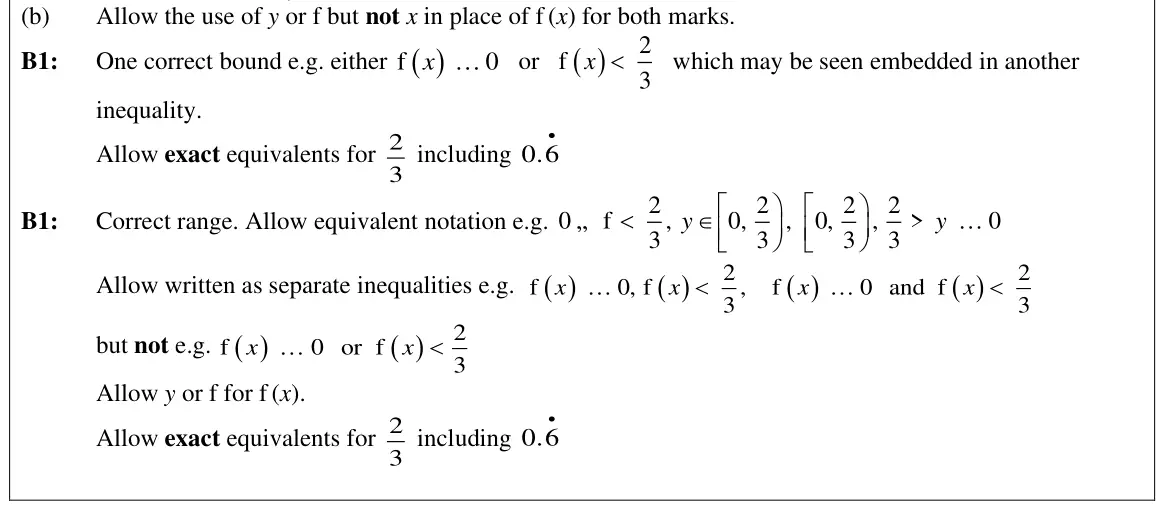 (b) Allow the use of y or f but not x in place of f (x) for both marks.
B1: One correct bound e.g. either f(x) …0 or f(x)< 2/3 which may be seen embedded in another
inequality.
Allow exact equivalents for 2/3 including 0.6̇
B1: Correct range. Allow equivalent notation e.g. 0 „ f < 2/3, y∈[0, 2/3), [0, 2/3), 2/3 > y …0
Allow written as separate inequalities e.g. f(x) …0, f(x)< 2/3, f(x) …0 and f(x)< 2/3
but not e.g. f(x) …0 or f(x)< 2/3
Allow y or f for f (x).
Allow exact equivalents for 2/3 including 0.6̇